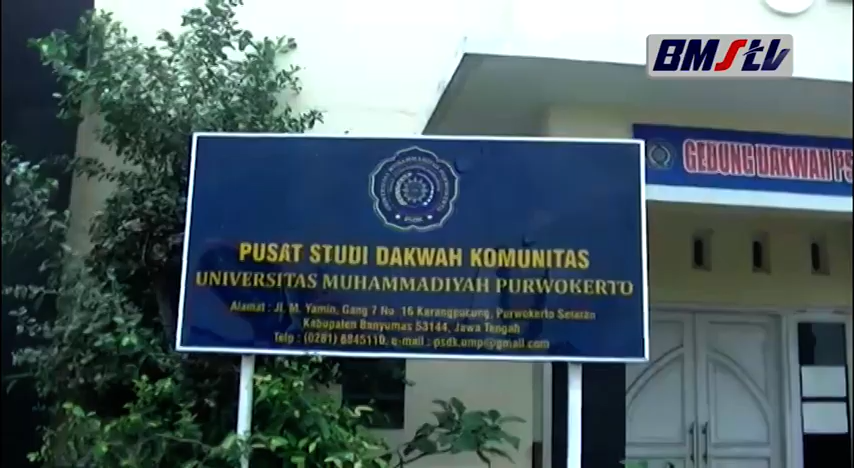 BMStv
GEDUNG DAKWAH PS
PUSAT STUDI DAKWAH KOMUNITAS
UNIVERSITAS MUHAMMADIYAH PURWOKERTO
Alamat : Jl. M. Yamin, Gang 7 No. 16 Karangpucung, Purwokerto Selatan
Kabupaten Banyumas 53144, Jawa Tengah
Telp : (0281) 6845110, e-mail : psdk.ump@gmail.com